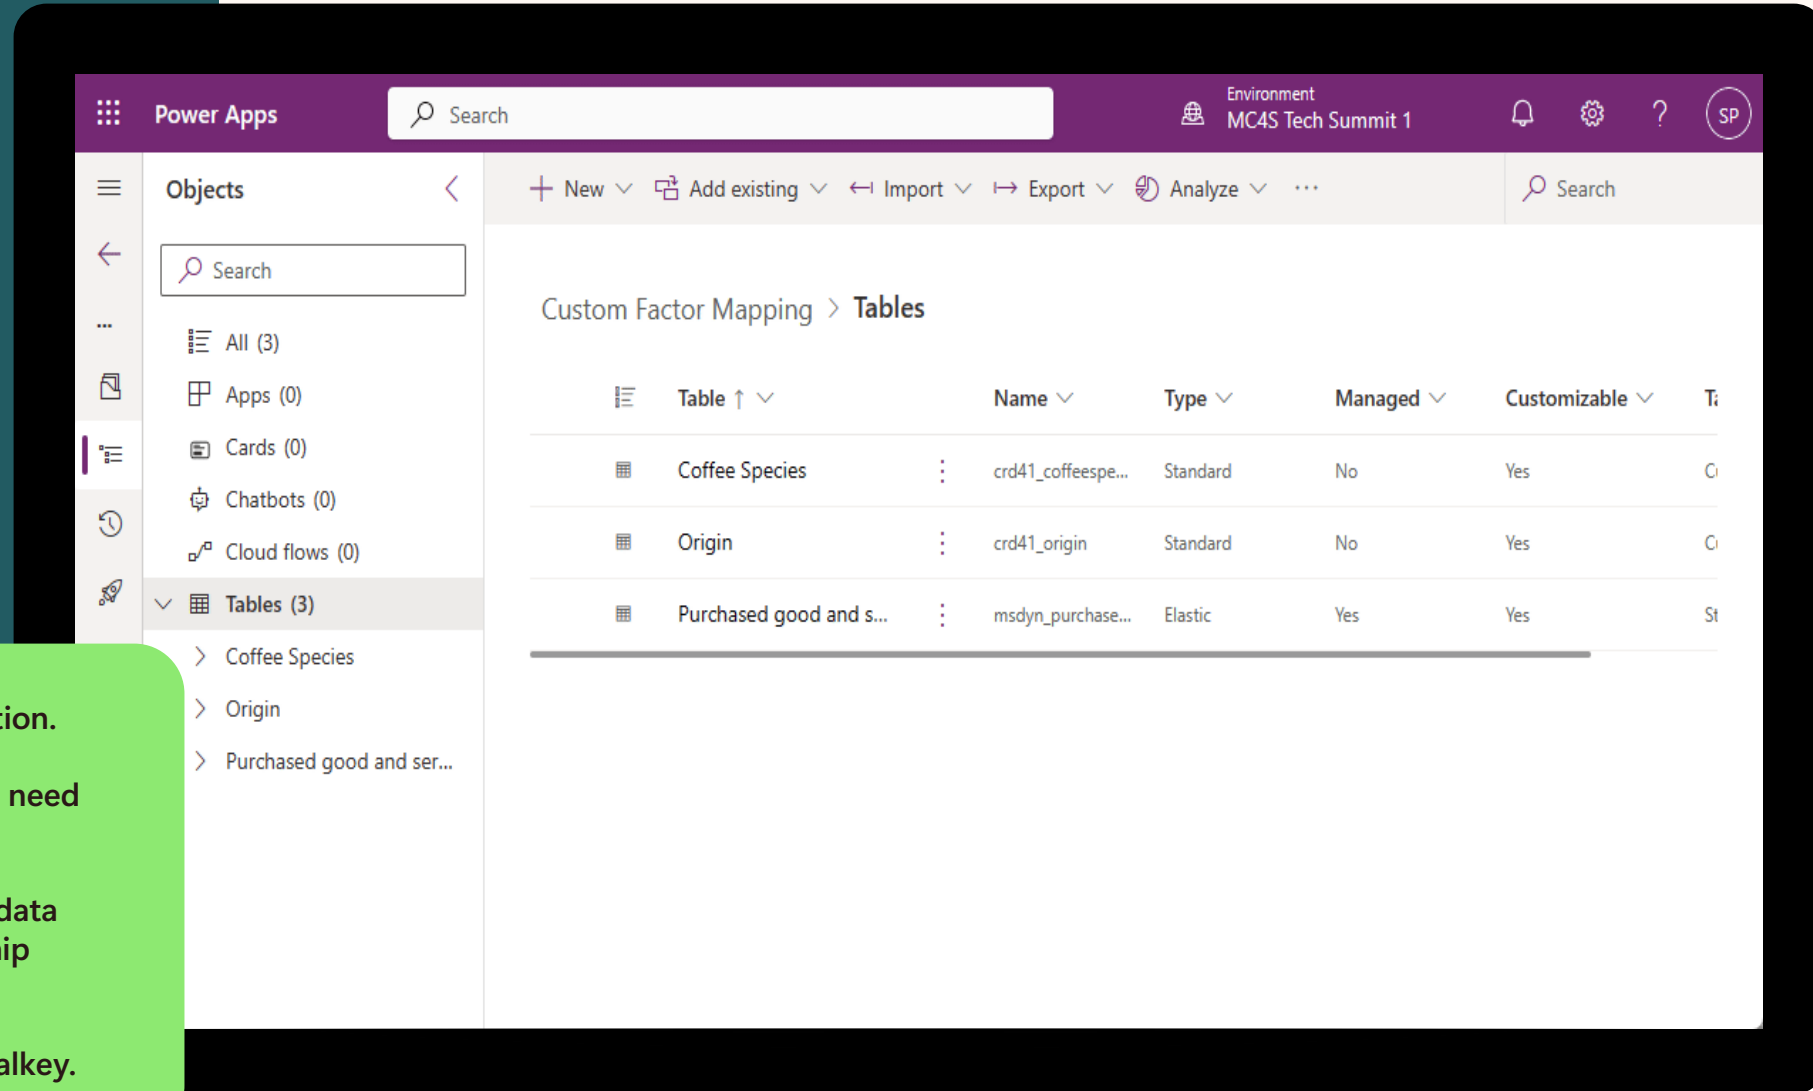 Power Apps
Search
Environment
MC4S Tech Summit 1
?
SP
Objects
New
Add existing
Import
Export
Analyze
...
Search
Search
...
All (3)
Apps (0)
Cards (0)
Chatbots (0)
Cloud flows (0)
Tables (3)
Coffee Species
Origin
Purchased good and ser...
Custom Factor Mapping > Tables
Table ↑ Name Type Managed Customizable
Coffee Species crd41_coffeespe... Standard No Yes
Origin crd41_origin Standard No Yes
Purchased good and s... msdyn_purchase... Elastic Yes Yes St
tion.
need
data
ip
alkey.